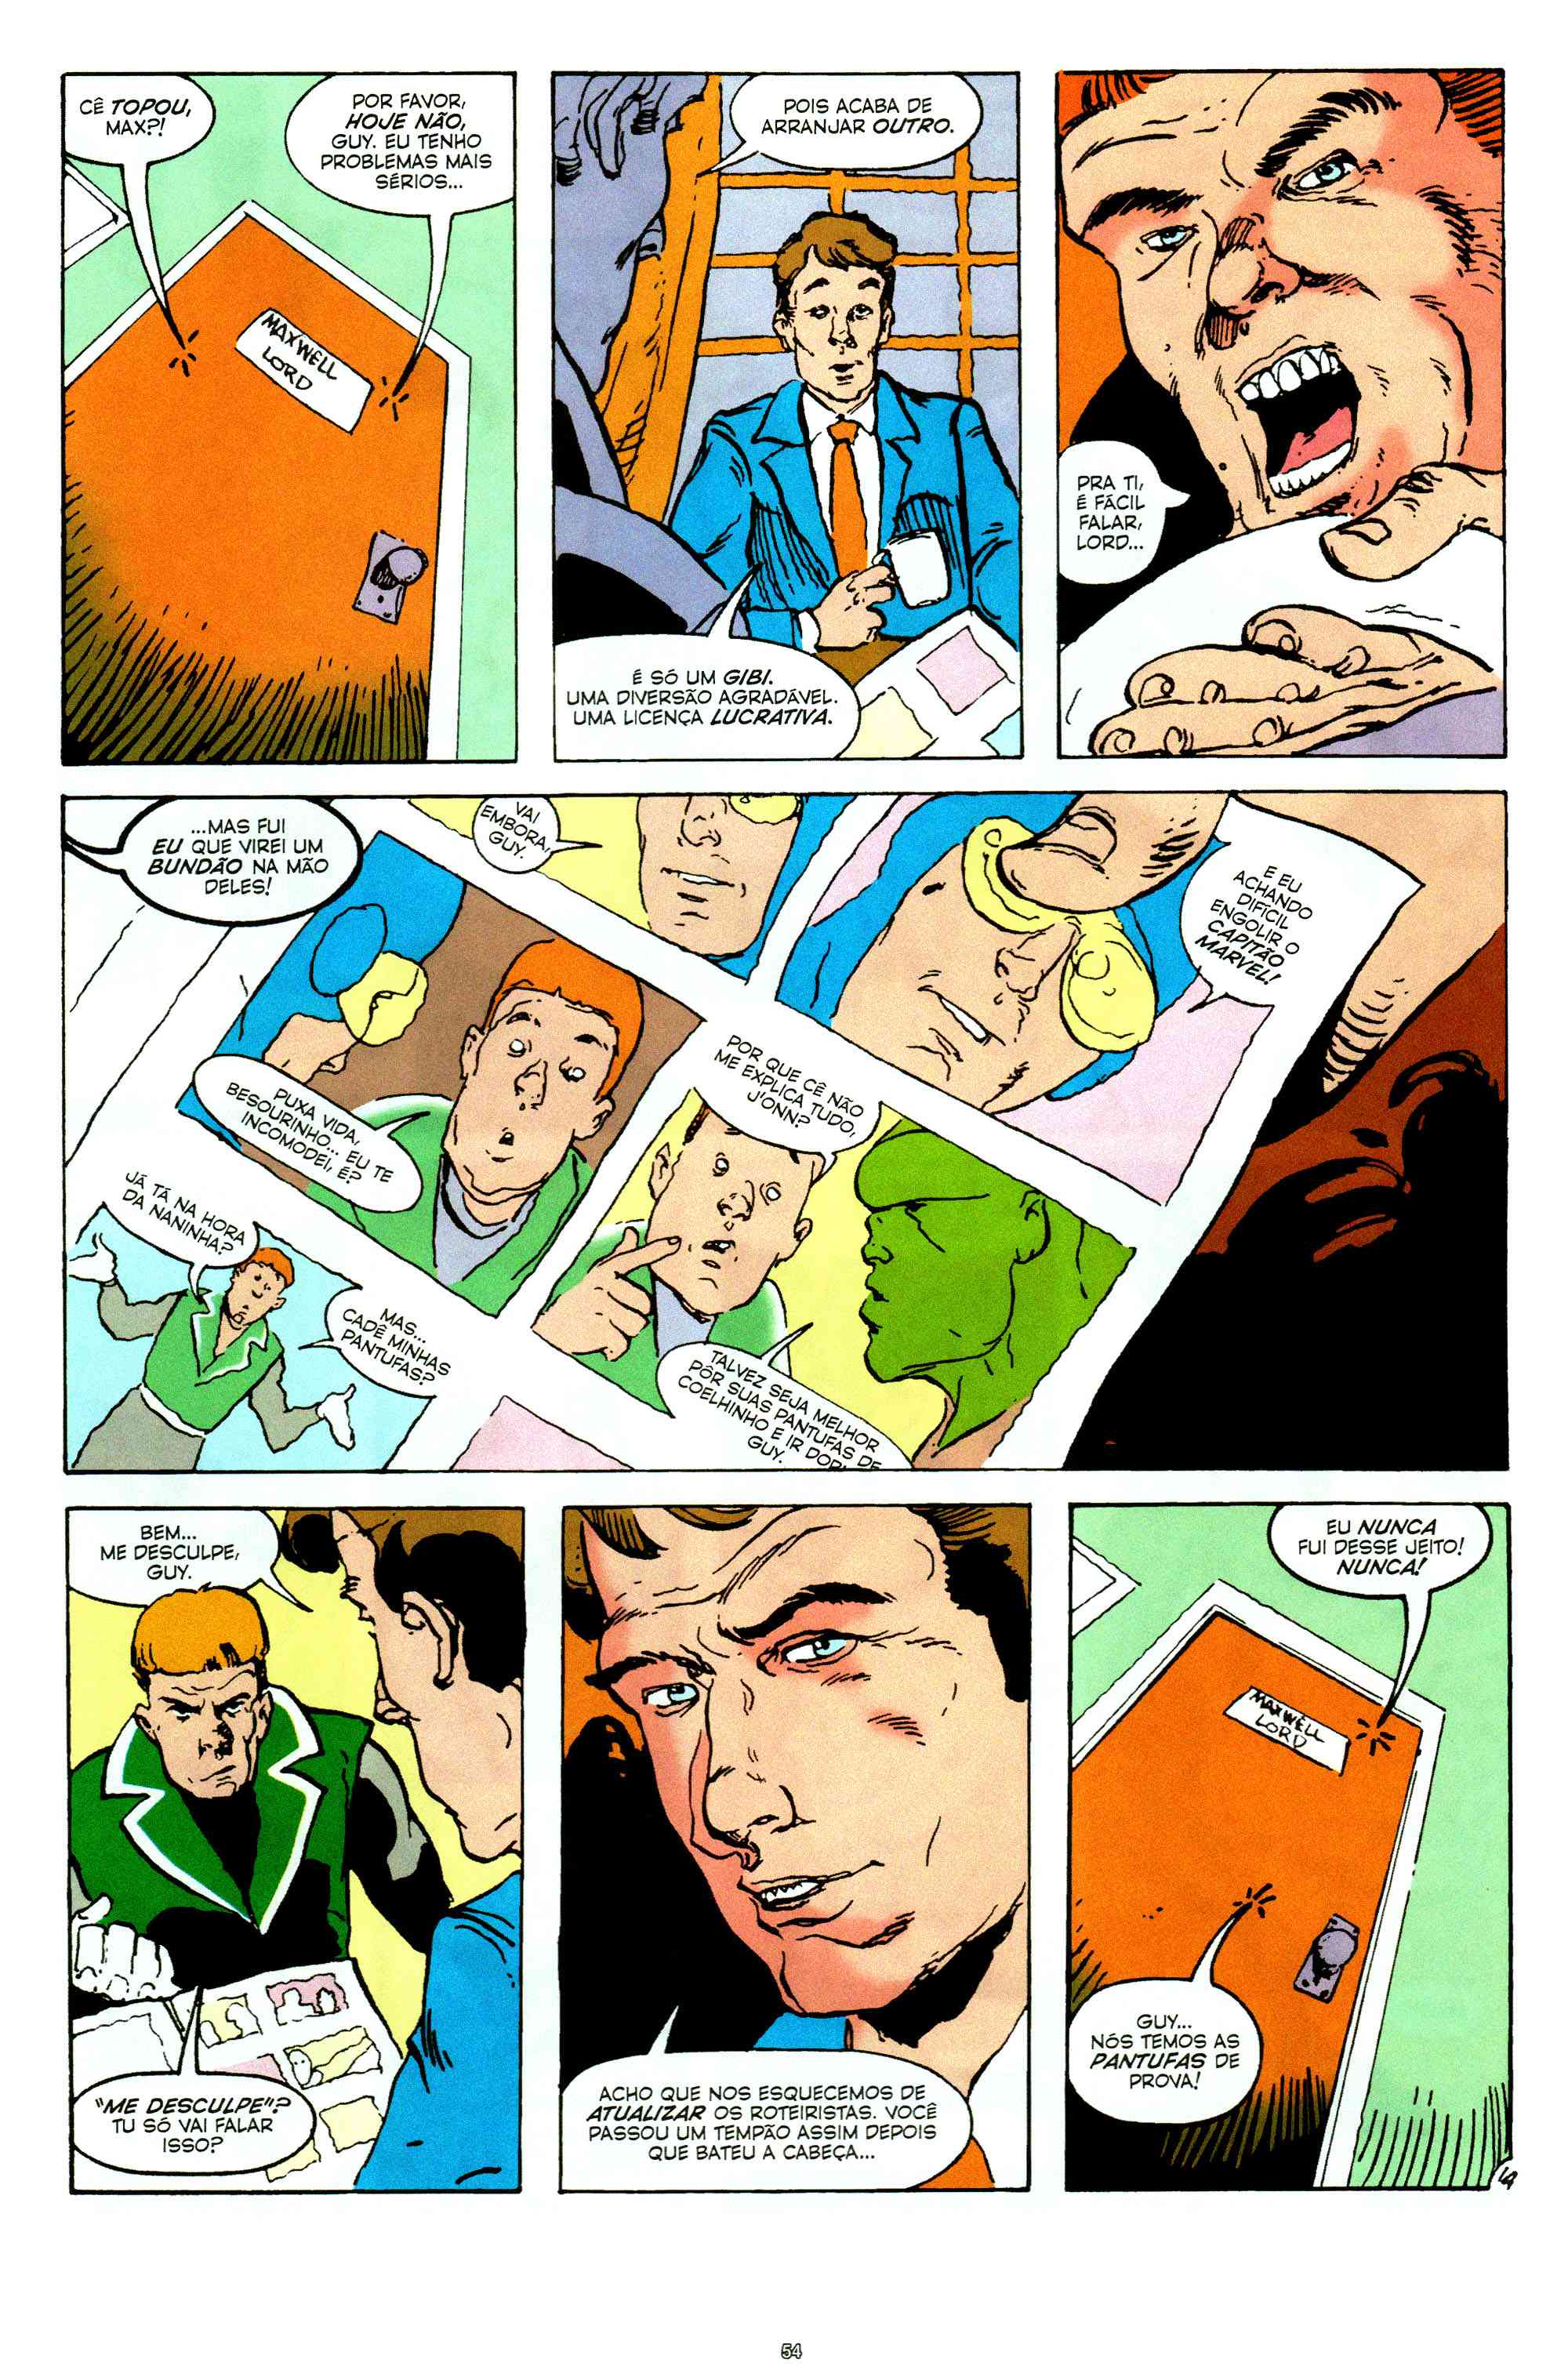 CÊ TOPOU,
MAX?!
POR FAVOR,
HOJE NÃO,
GUY. EU TENHO
PROBLEMAS MAIS
SÉRIOS...
MAXWELL
LORD
POIS ACABA DE
ARRANJAR OUTRO.
É SÓ UM GIBI.
UMA DIVERSÃO AGRADÁVEL.
UMA LICENÇA LUCRATIVA.
PRA TI,
É FÁCIL
FALAR,
LORD...
...MAS FUI
EU QUE VIREI UM
BUNDÃO NA MÃO
DELES!
VAI
EMBORA,
GUY.
E EU
ACHANDO
DIFÍCIL
ENGOLIR O
CAPITÃO
MARVEL!
PUXA VIDA,
BESOURINHO... EU TE
INCOMODEI, É?
POR QUE CÊ NÃO
ME EXPLICA TUDO,
J'ONN?
JÁ TÁ NA HORA
DA NANINHA?
MAS...
CADÊ MINHAS
PANTUFAS?
TALVEZ SEJA MELHOR
PÔR SUAS PANTUFAS DE
COELHINHO E IR
GUY.
BEM...
ME DESCULPE,
GUY.
"ME DESCULPE"?
TU SÓ VAI FALAR
ISSO?
ACHO QUE NOS ESQUECEMOS DE
ATUALIZAR OS ROTEIRISTAS. VOCÊ
PASSOU UM TEMPÃO ASSIM DEPOIS
QUE BATEU A CABEÇA...
EU NUNCA
FUI DESSE JEITO!
NUNCA!
MAXWELL
LORD
GUY...
NÓS TEMOS AS
PANTUFAS DE
PROVA!
54